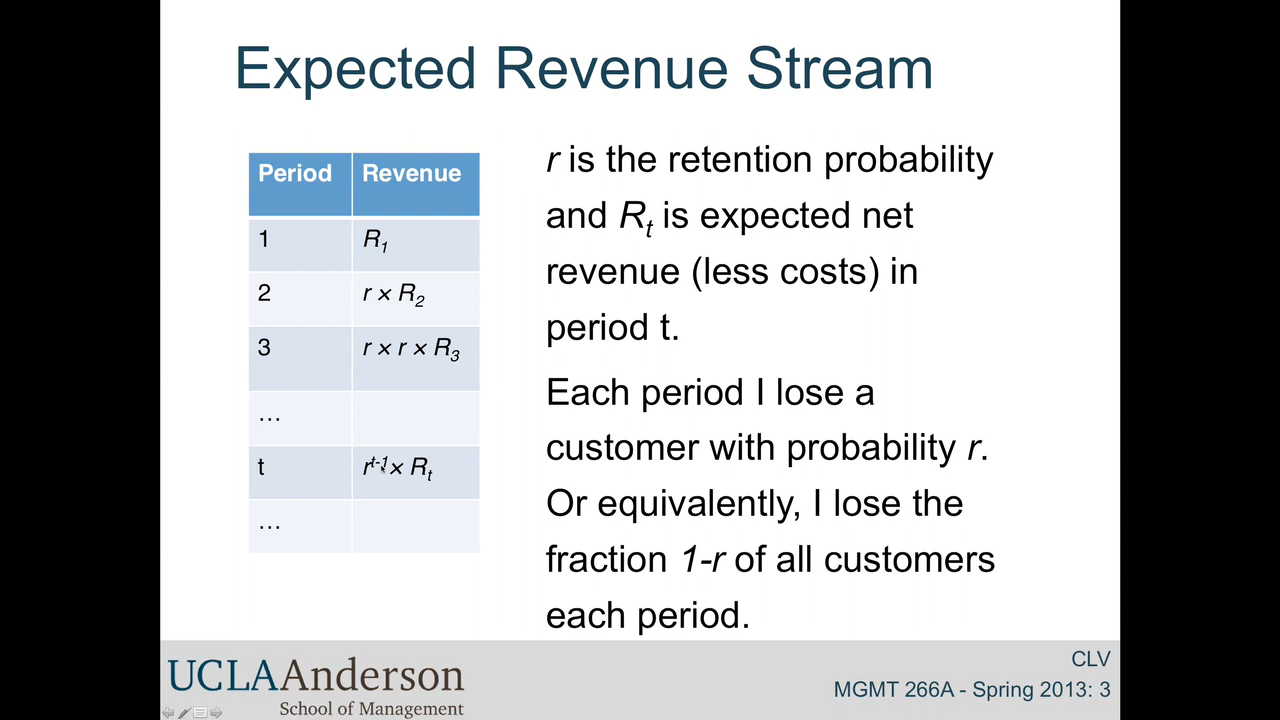 Expected Revenue Stream
Period Revenue
1 R1
2 r × R2
3 r × r × R3
…
t r^t-1 × Rt
…
r is the retention probability
and Rt is expected net
revenue (less costs) in
period t.
Each period I lose a
customer with probability r.
Or equivalently, I lose the
fraction 1-r of all customers
each period.
UCLAAnderson
School of Management
CLV
MGMT 266A - Spring 2013: 3